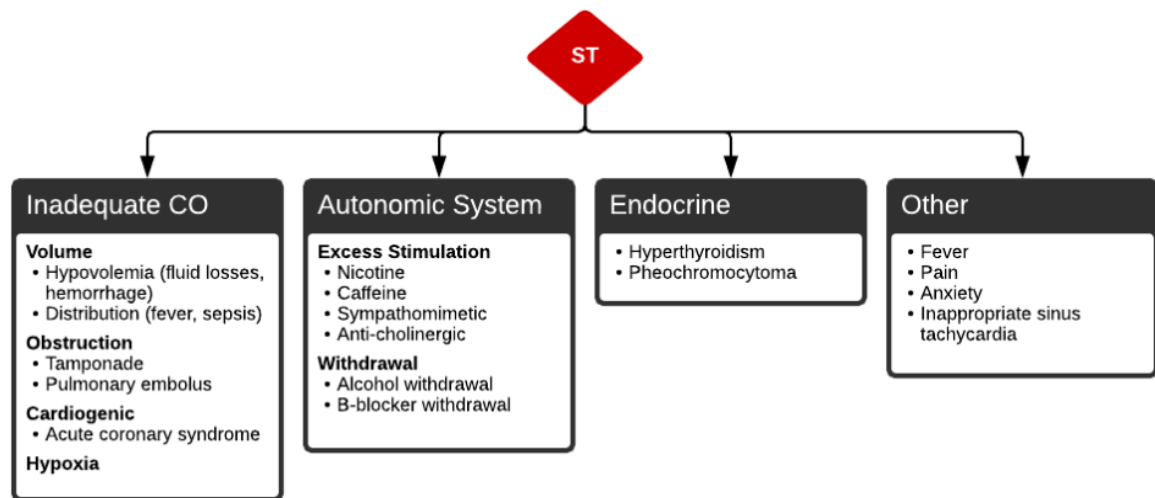 ST
Inadequate CO
Volume
• Hypovolemia (fluid losses,
hemorrhage)
• Distribution (fever, sepsis)
Obstruction
• Tamponade
• Pulmonary embolus
Cardiogenic
• Acute coronary syndrome
Hypoxia
Autonomic System
Excess Stimulation
• Nicotine
• Caffeine
• Sympathomimetic
• Anti-cholinergic
Withdrawal
• Alcohol withdrawal
• B-blocker withdrawal
Endocrine
• Hyperthyroidism
• Pheochromocytoma
Other
• Fever
• Pain
• Anxiety
• Inappropriate sinus
tachycardia